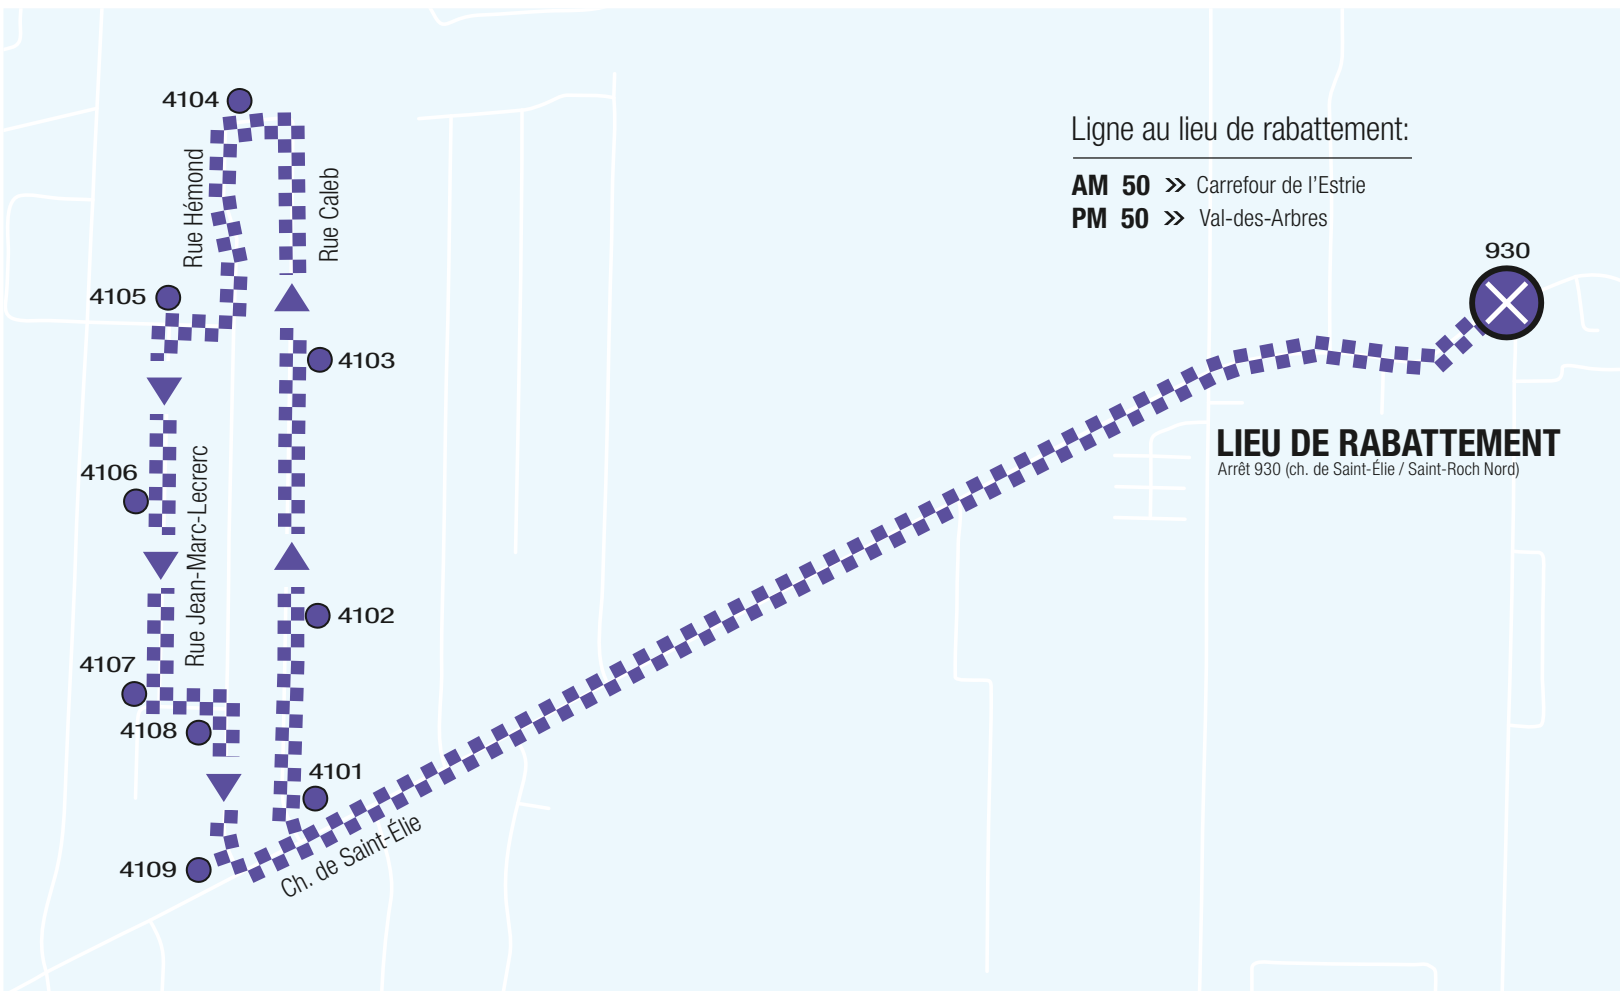 4104
Rue Hémond
Rue Caleb
4105
4103
4106
Rue Jean-Marc-Lecrerc
4102
4107
4108
4101
4109
Ch. de Saint-Élie
Ligne au lieu de rabattement:
AM 50 >> Carrefour de l'Estrie
PM 50 >> Val-des-Arbres
930
LIEU DE RABATTEMENT
Arrêt 930 (ch. de Saint-Élie / Saint-Roch Nord)